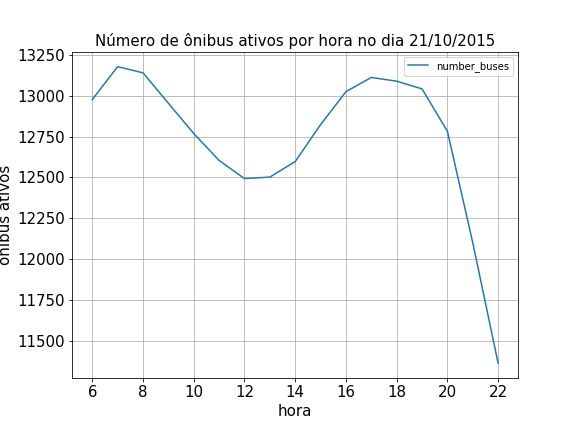 Número de ônibus ativos por hora no dia 21/10/2015
number_buses
13250
13000
12750
12500
12250
12000
11750
11500
ônibus ativos
6 8 10 12 14 16 18 20 22
hora